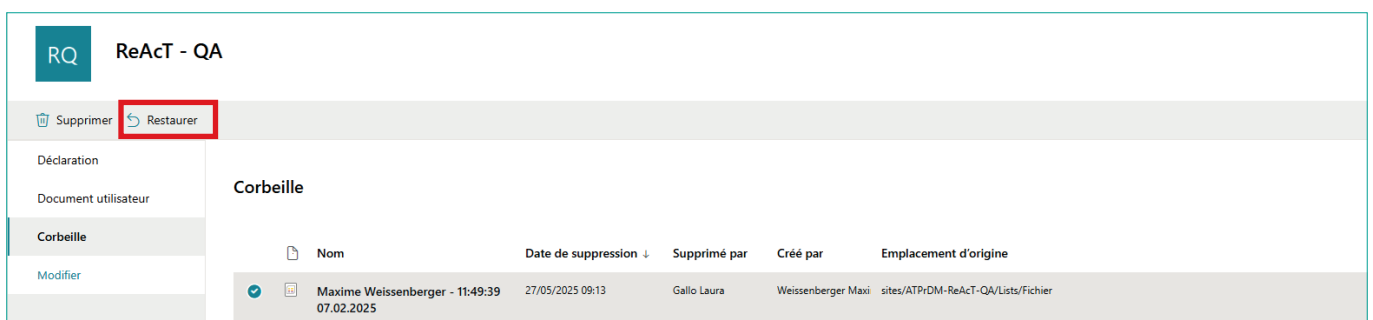 RQ
ReAcT - QA
Supprimer
Restaurer
Déclaration
Document utilisateur
Corbeille
Modifier
Corbeille
Nom
Date de suppression ↓
Supprimé par
Créé par
Emplacement d'origine
Maxime Weissenberger - 11:49:39
07.02.2025
27/05/2025 09:13
Gallo Laura
Weissenberger Maxi
sites/ATPrDM-ReAcT-QA/Lists/Fichier